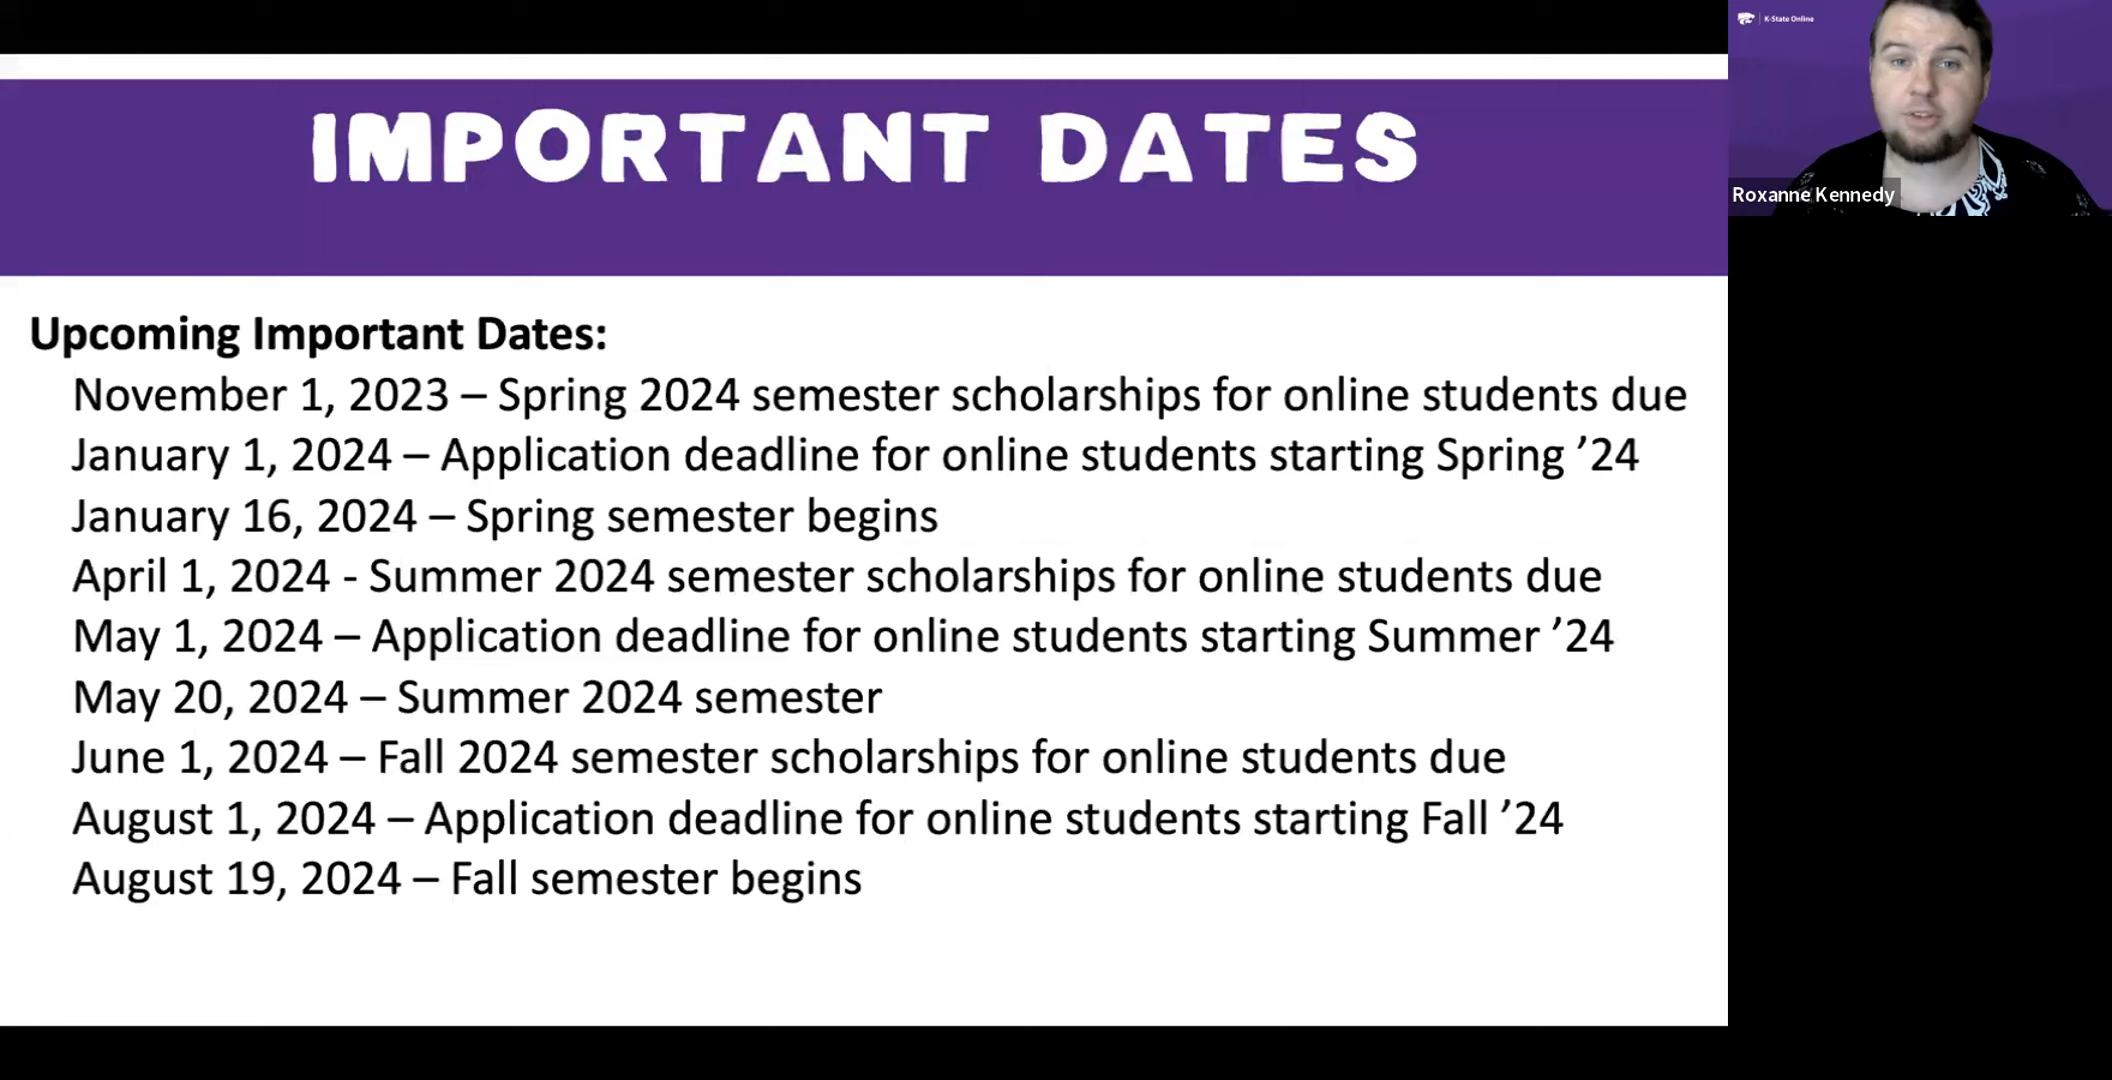 IMPORTANT DATES
K-State Online
Roxanne Kennedy
Upcoming Important Dates:
November 1, 2023 – Spring 2024 semester scholarships for online students due
January 1, 2024 – Application deadline for online students starting Spring ’24
January 16, 2024 – Spring semester begins
April 1, 2024 - Summer 2024 semester scholarships for online students due
May 1, 2024 – Application deadline for online students starting Summer ’24
May 20, 2024 – Summer 2024 semester
June 1, 2024 – Fall 2024 semester scholarships for online students due
August 1, 2024 – Application deadline for online students starting Fall ’24
August 19, 2024 – Fall semester begins